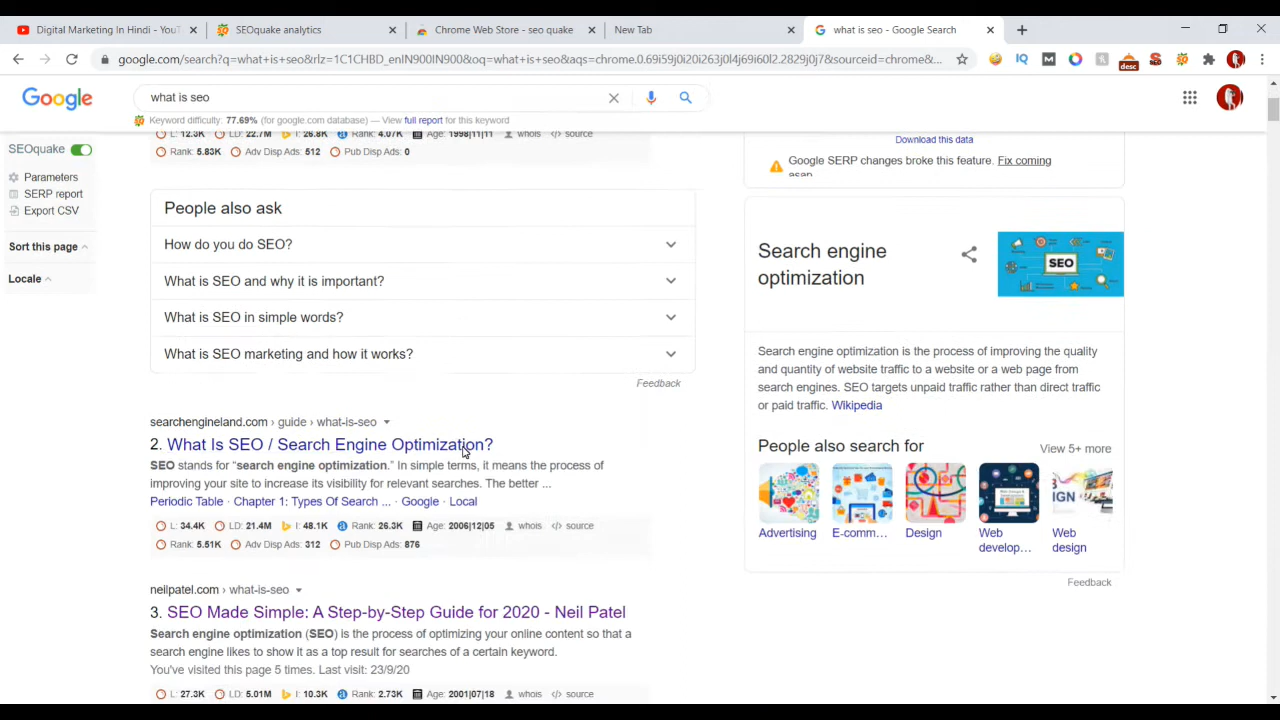 Digital Marketing In Hindi - YouT
SEOquake analytics
Chrome Web Store - seo quake
New Tab
what is seo - Google Search
google.com/search?q=what+is+seo&rlz=1C1CHBD_enIN900IN900&oq=what+is+seo&aqs=chrome.0.69i59j0i20i263j0l4j69i60l2.2829j0j7&sourceid=chrome&...
IQ
M
desc
Google
what is seo
Keyword difficulty: 77.69% (for google.com database) — View full report for this keyword
SEOquake
Parameters
SERP report
Export CSV
Sort this page
Locale
L: 12.3K LD: 22.7M I: 26.8K Rank: 4.07K Age: 1998|11|11 whois </> source
Rank: 5.83K Adv Disp Ads: 512 Pub Disp Ads: 0
People also ask
How do you do SEO?
What is SEO and why it is important?
What is SEO in simple words?
What is SEO marketing and how it works?
Feedback
searchengineland.com › guide › what-is-seo
2. What Is SEO / Search Engine Optimization?
SEO stands for “search engine optimization.” In simple terms, it means the process of
improving your site to increase its visibility for relevant searches. The better ...
Periodic Table · Chapter 1: Types Of Search ... · Google · Local
L: 34.4K LD: 21.4M I: 48.1K Rank: 26.3K Age: 2006|12|05 whois </> source
Rank: 5.51K Adv Disp Ads: 312 Pub Disp Ads: 876
neilpatel.com › what-is-seo
3. SEO Made Simple: A Step-by-Step Guide for 2020 - Neil Patel
Search engine optimization (SEO) is the process of optimizing your online content so that a
search engine likes to show it as a top result for searches of a certain keyword.
You've visited this page 5 times. Last visit: 23/9/20
L: 27.3K LD: 5.01M I: 10.3K Rank: 2.73K Age: 2001|07|18 whois </> source
Download this data
Google SERP changes broke this feature. Fix coming
asap
Search engine
optimization
SEO
Search engine optimization is the process of improving the quality
and quantity of website traffic to a website or a web page from
search engines. SEO targets unpaid traffic rather than direct traffic
or paid traffic. Wikipedia
People also search for
View 5+ more
IGN
Advertising
E-comm...
Design
Web
develop...
Web
design
Feedback